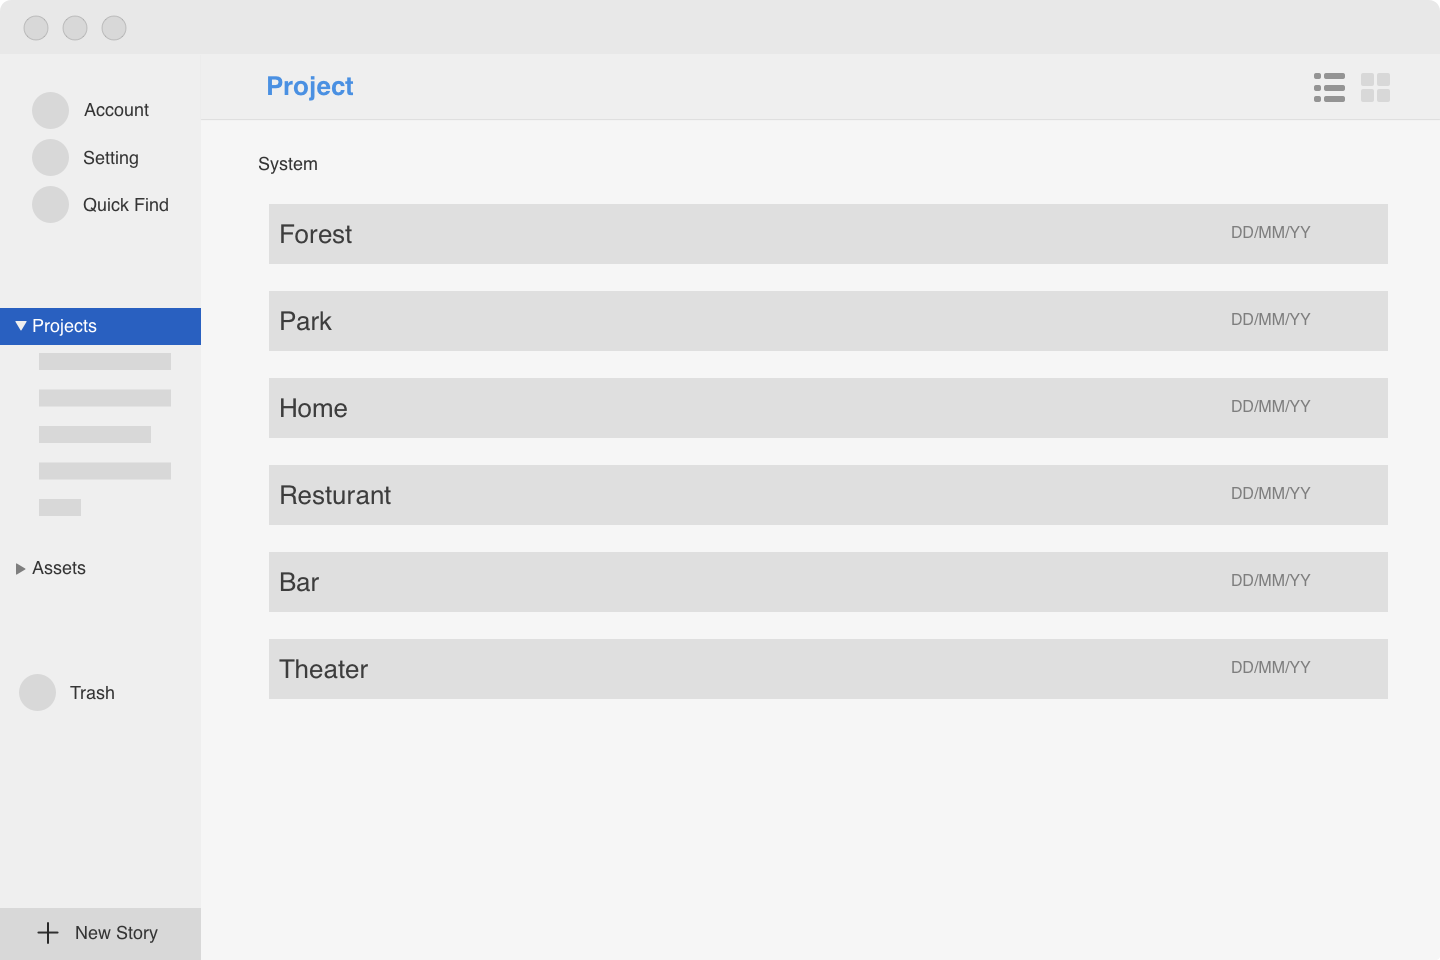 Account
Setting
Quick Find
Projects
Assets
Trash
New Story
Project
System
Forest DD/MM/YY
Park DD/MM/YY
Home DD/MM/YY
Resturant DD/MM/YY
Bar DD/MM/YY
Theater DD/MM/YY